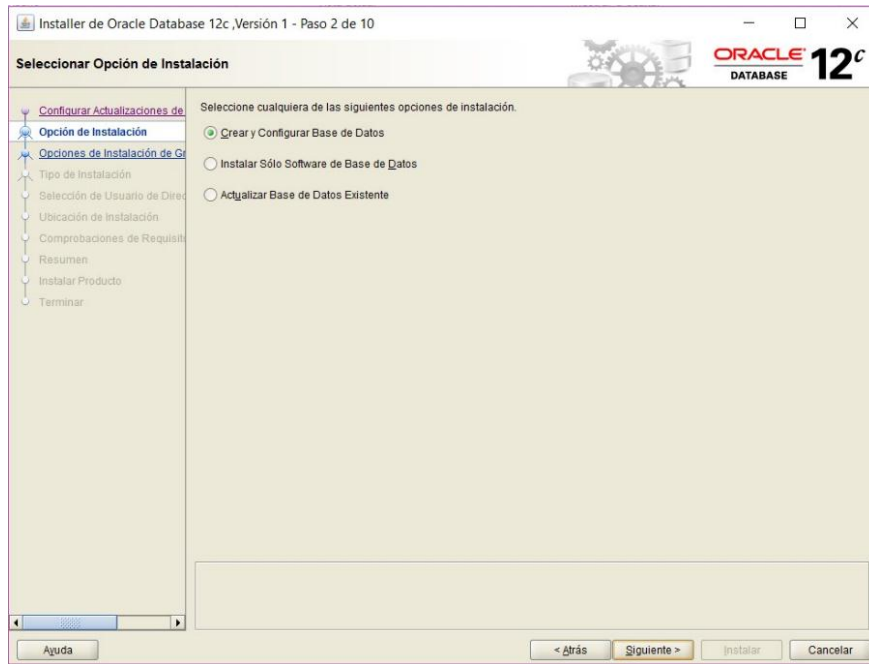 Installer de Oracle Database 12c ,Versión 1 - Paso 2 de 10
Seleccionar Opción de Instalación
ORACLE
DATABASE
12c
Configurar Actualizaciones de
Opción de Instalación
Opciones de Instalación de Gr
Tipo de Instalación
Selección de Usuario de Direc
Ubicación de Instalación
Comprobaciones de Requisit
Resumen
Instalar Producto
Terminar
Seleccione cualquiera de las siguientes opciones de instalación.
Crear y Configurar Base de Datos
Instalar Sólo Software de Base de Datos
Actualizar Base de Datos Existente
Ayuda
< Atrás
Siguiente >
Instalar
Cancelar